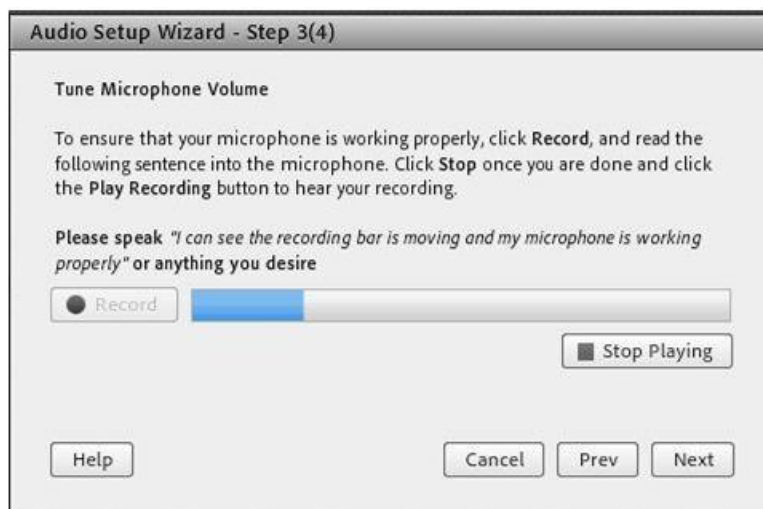 Audio Setup Wizard - Step 3(4)
Tune Microphone Volume
To ensure that your microphone is working properly, click Record, and read the
following sentence into the microphone. Click Stop once you are done and click
the Play Recording button to hear your recording.
Please speak "I can see the recording bar is moving and my microphone is working
properly" or anything you desire
Record
Stop Playing
Help Cancel Prev Next